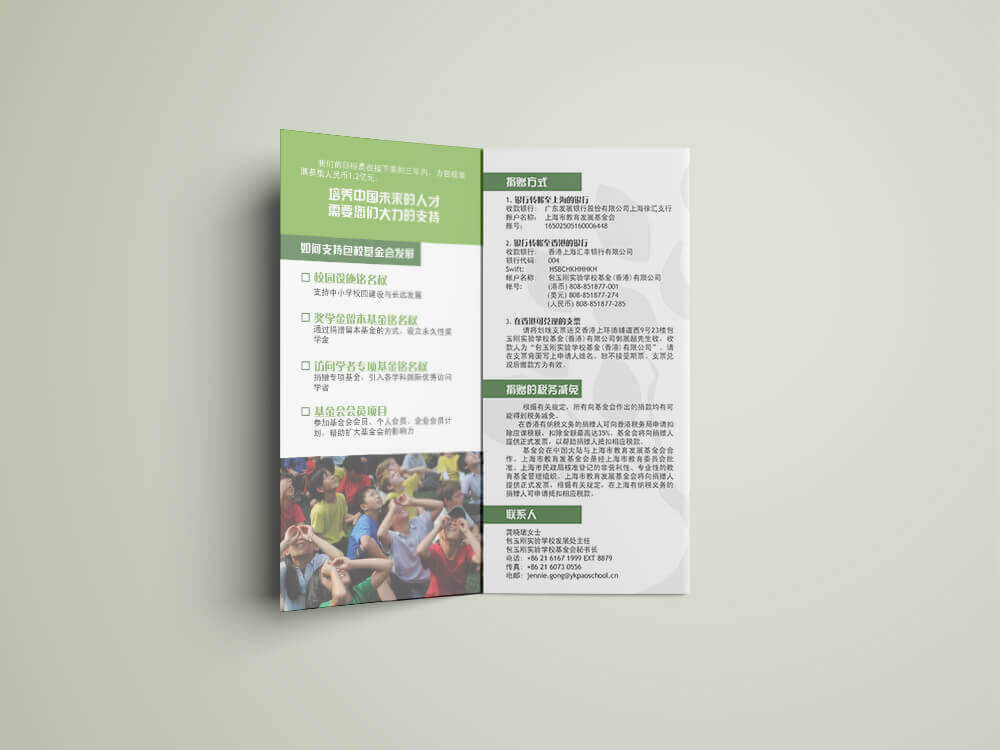 我们的目标是在接下来的三年内，为包校基
金募集人民币1.2亿元。
培养中国未来的人才
需要您们大力的支持
如何支持包校基金会发展
校园设施铭名权
支持中小学校园建设与长远发展
奖学金留本基金铭名权
通过捐赠留本基金的方式，设立永久性奖
学金
访问学者专项基金铭名权
捐赠专项基金，引入各学科国际优秀访问
学者
基金会会员项目
参加基金会会员、个人会员、企业会员计
划，帮助扩大基金会的影响力
捐赠方式
1. 银行转帐至上海的银行
收款银行： 广东发展银行股份有限公司上海徐汇支行
账户名称： 上海市教育发展基金会
账号： 16502505160006448
2. 银行转帐至香港的银行
收款银行： 香港上海汇丰银行有限公司
银行代码： 004
Swift: HSBCHKHHHKH
帐户名称： 包玉刚实验学校基金(香港)有限公司
帐号: (港币) 808-851877-001
(美元) 808-851877-274
(人民币) 808-851877-285
3. 在香港可兑现的支票
请将划线支票送交香港上环德辅道西9号23楼包
玉刚实验学校基金(香港)有限公司郭嵩越先生收，收
款人为“包玉刚实验学校基金(香港)有限公司”。请
在支票背面写上申请人姓名。恕不接受期票，支票兑
现后赠款方为有效。
捐赠的税务减免
根据有关规定，所有向基金会作出的捐款均有可
能得到税务减免。
在香港有纳税义务的捐赠人可向香港税务局申请扣
除应课税额，扣除金额最高达35%。基金会将向捐赠人
提供正式发票，以帮助捐赠人抵扣相应税款。
基金会在中国大陆与上海市教育发展基金会合
作。上海市教育发基金会是经上海市教育委员会批
准、上海市民政局核准登记的非营利性、专业性的教
育基金管理组织。上海市教育发展基金会将向捐赠人
提供正式发票，根据有关规定，在上海有纳税义务的
捐赠人可申请抵扣相应税款。
联系人
龚晓珺女士
包玉刚实验学校发展处主任
包玉刚实验学校基金会秘书长
电话：+86 21 6167 1999 EXT 8879
传真：+86 21 6073 0556
电邮：jennie.gong@ykpaoschool.cn